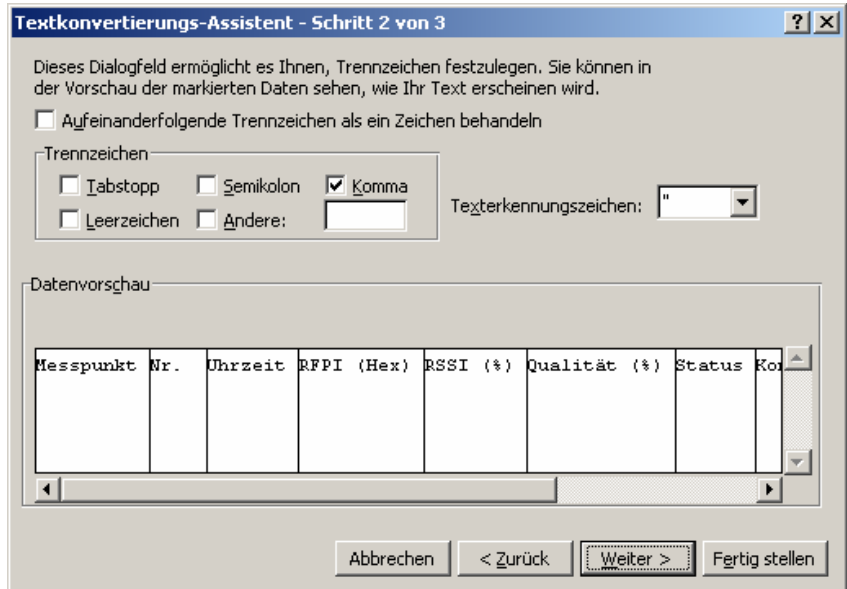 Textkonvertierungs-Assistent - Schritt 2 von 3
Dieses Dialogfeld ermöglicht es Ihnen, Trennzeichen festzulegen. Sie können in
der Vorschau der markierten Daten sehen, wie Ihr Text erscheinen wird.
Aufeinanderfolgende Trennzeichen als ein Zeichen behandeln
Trennzeichen
Tabstopp Semikolon Komma
Leerzeichen Andere:
Texterkennungszeichen: "
Datenvorschau
Messpunkt Nr. Uhrzeit RFPI (Hex) RSSI (%) Qualität (%) Status
Abbrechen < Zurück Weiter > Fertig stellen